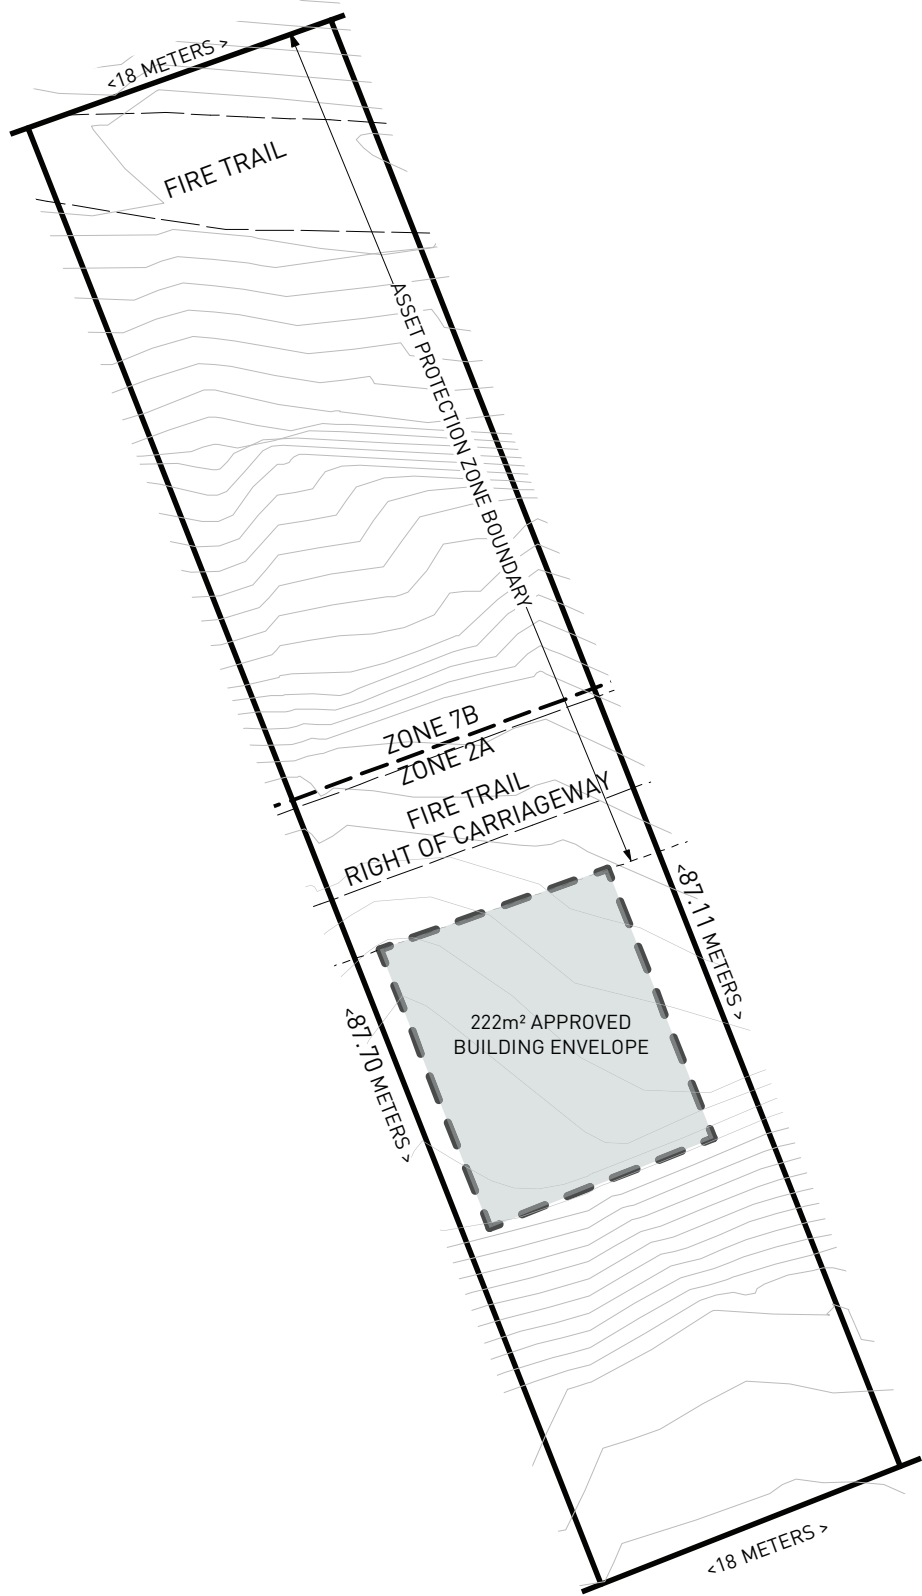 <18 METERS >
FIRE TRAIL
ASSET PROTECTION ZONE BOUNDARY
ZONE 7B
ZONE 2A
FIRE TRAIL
RIGHT OF CARRIAGEWAY
<87.11 METERS >
222m² APPROVED
BUILDING ENVELOPE
<87.70 METERS >
<18 METERS >